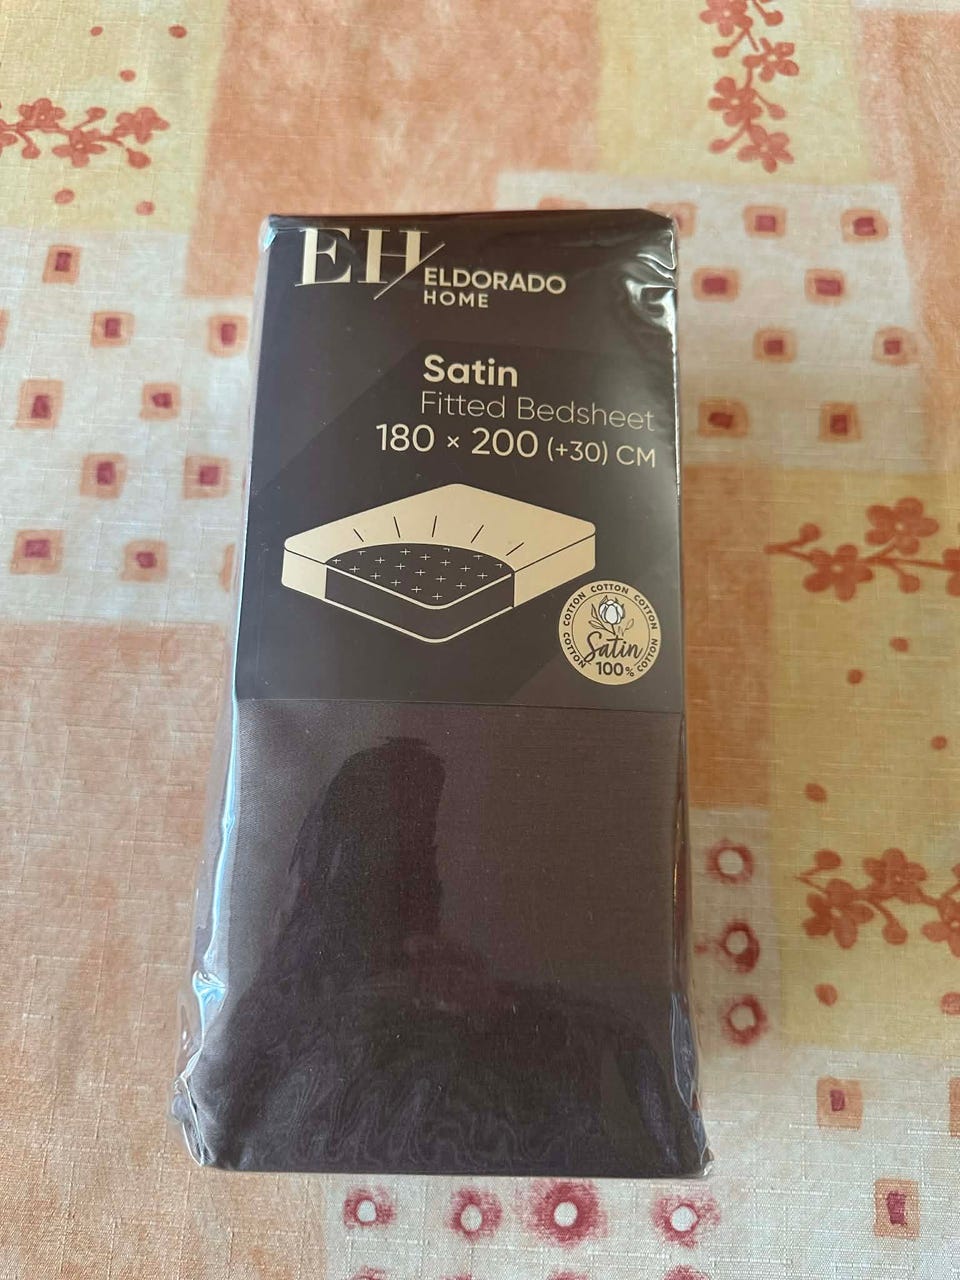 EH
ELDORADO
HOME
Satin
Fitted Bedsheet
180 × 200 (+30) CM
COTTON COTTON COTTON COTTON COTTON
Satin
100%